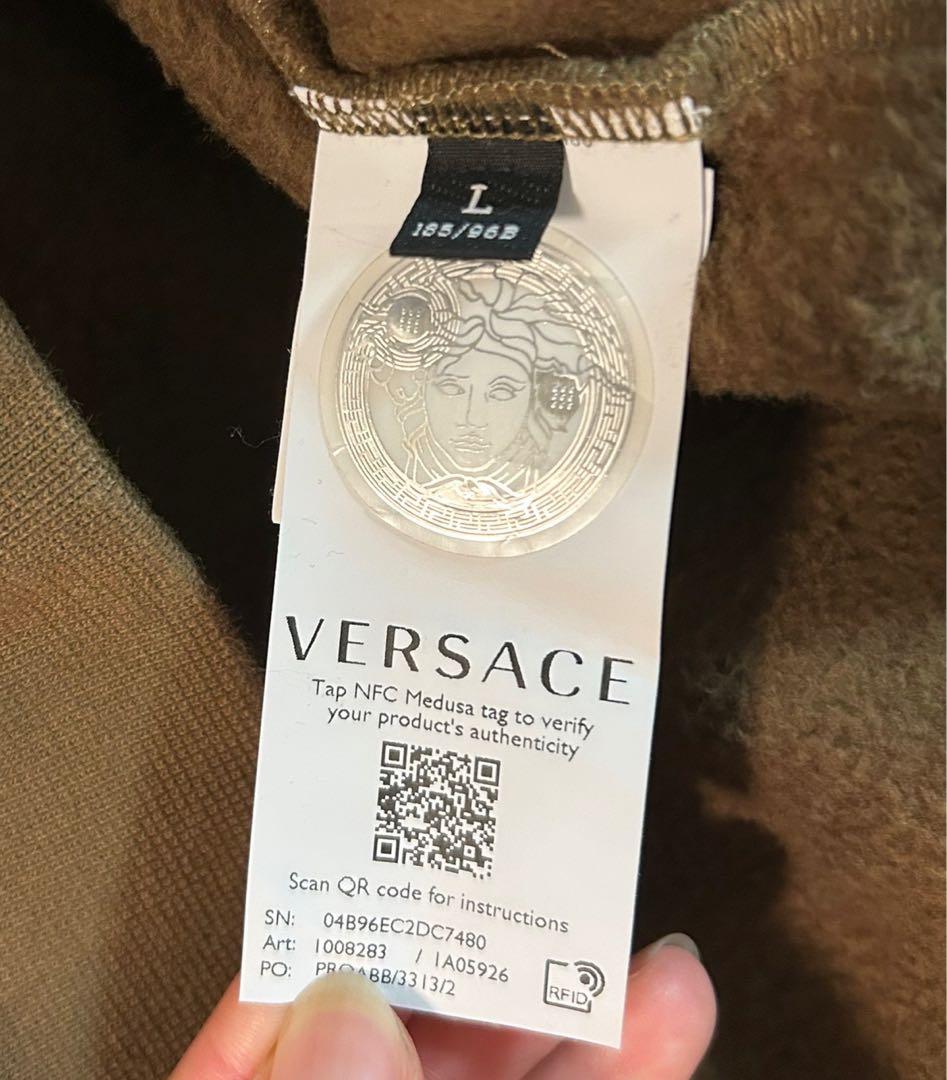 L
185/96B
VERSACE
Tap NFC Medusa tag to verify
your product's authenticity
Scan QR code for instructions
SN: 04B96EC2DC7480
Art: 1008283 / 1A05926
PO:
RFID